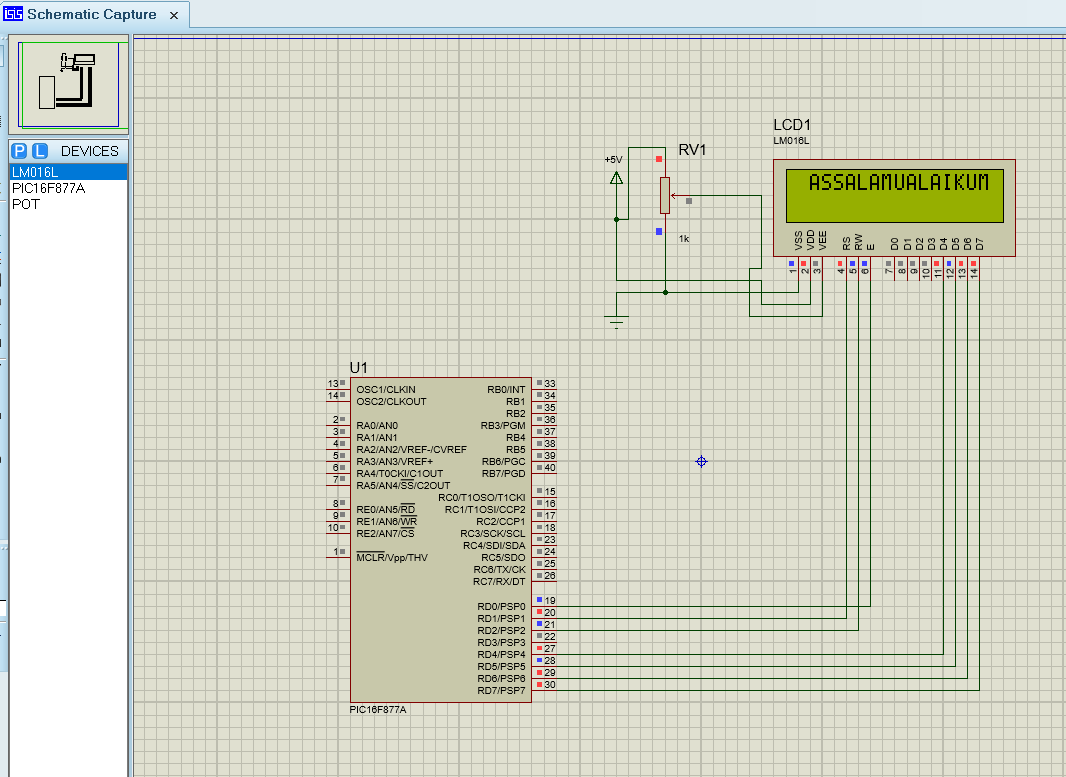 ISIS Schematic Capture x
P L DEVICES
LM016L
PIC16F877A
POT
LCD1
LM016L
RV1
+5V
1k
ASSALAMUALAIKUM
VSS VDD VEE RS RW E D0 D1 D2 D3 D4 D5 D6 D7
1 2 3 4 5 6 7 8 9 10 11 12 13 14
U1
13 OSC1/CLKIN RB0/INT 33
14 OSC2/CLKOUT RB1 34
RB2 35
2 RA0/AN0 RB3/PGM 36
3 RA1/AN1 RB4 37
4 RA2/AN2/VREF-/CVREF RB5 38
5 RA3/AN3/VREF+ RB6/PGC 39
6 RA4/T0CKI/C1OUT RB7/PGD 40
7 RA5/AN4/SS/C2OUT
RC0/T1OSO/T1CKI 15
8 RE0/AN5/RD RC1/T1OSI/CCP2 16
9 RE1/AN6/WR RC2/CCP1 17
10 RE2/AN7/CS RC3/SCK/SCL 18
RC4/SDI/SDA 23
1 MCLR/Vpp/THV RC5/SDO 24
RC6/TX/CK 25
RC7/RX/DT 26
RD0/PSP0 19
RD1/PSP1 20
RD2/PSP2 21
RD3/PSP3 22
RD4/PSP4 27
RD5/PSP5 28
RD6/PSP6 29
RD7/PSP7 30
PIC16F877A